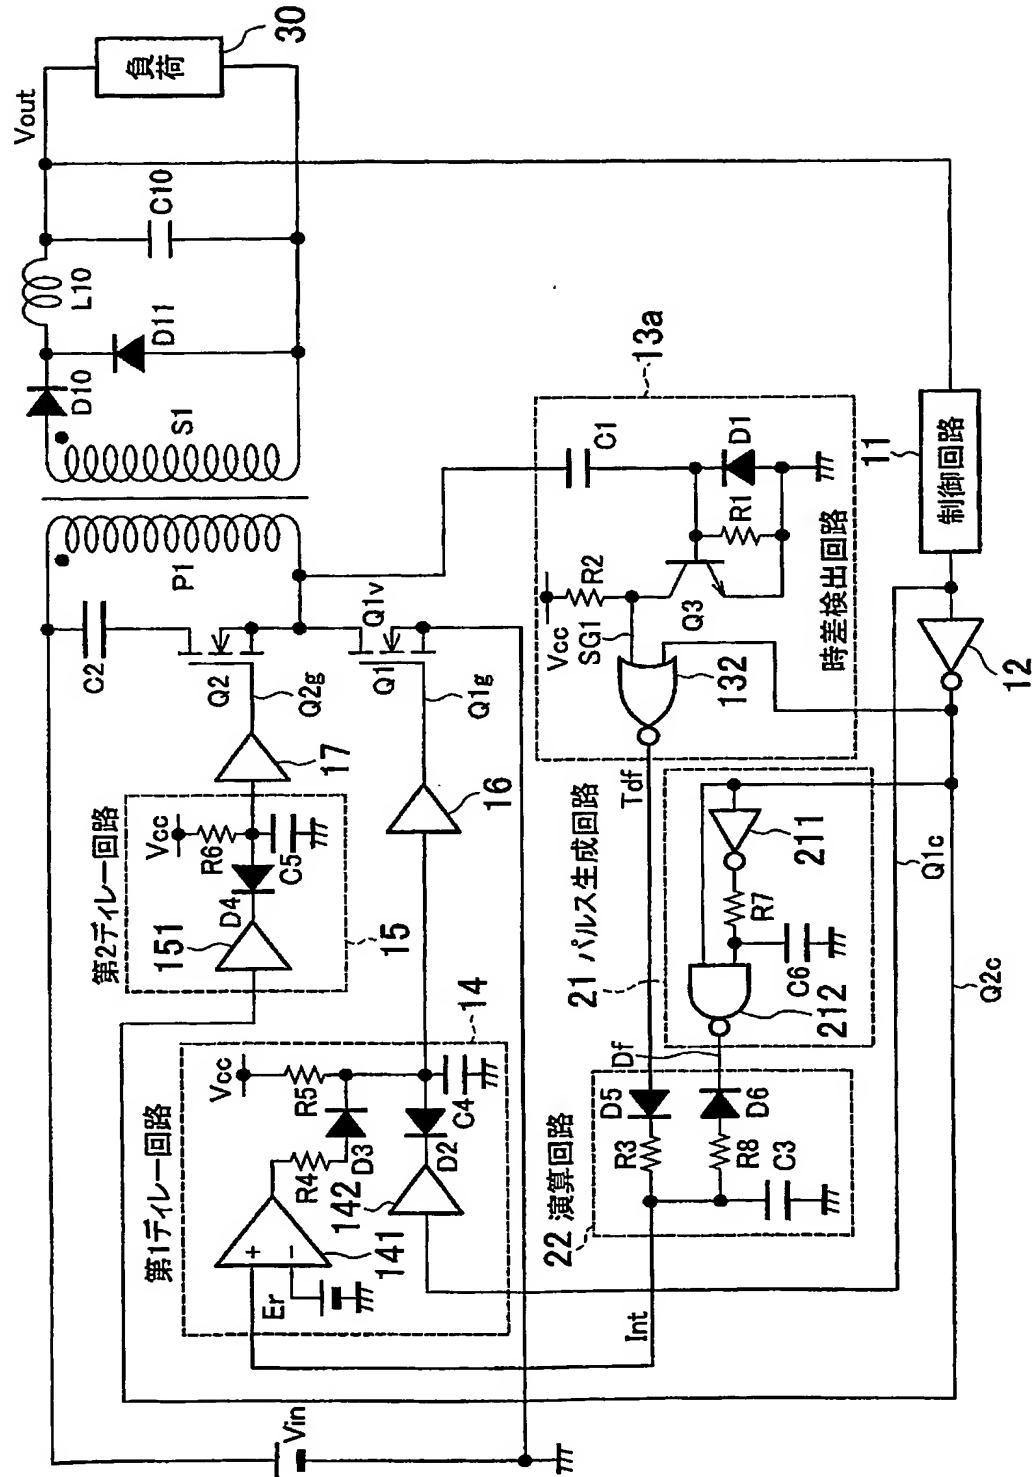 Vout
負荷
30
C10
L10
D11
D10
S1
P1
C2
Q2
Q2g
Q1
Q1v
Q1g
17
16
第2ディレー回路
Vcc
R6
D4
C5
151
15
第1ディレー回路
Vcc
R5
R4
D3
142
D2
C4
14
141
Er
+
−
Vin
Int
13a
C1
D1
R1
R2
Vcc
SG1
Q3
132
時差検出回路
Tdf
21 パルス生成回路
211
R7
C6
212
Df
22 演算回路
D5
R3
D6
R8
C3
11
制御回路
12
Q1c
Q2c